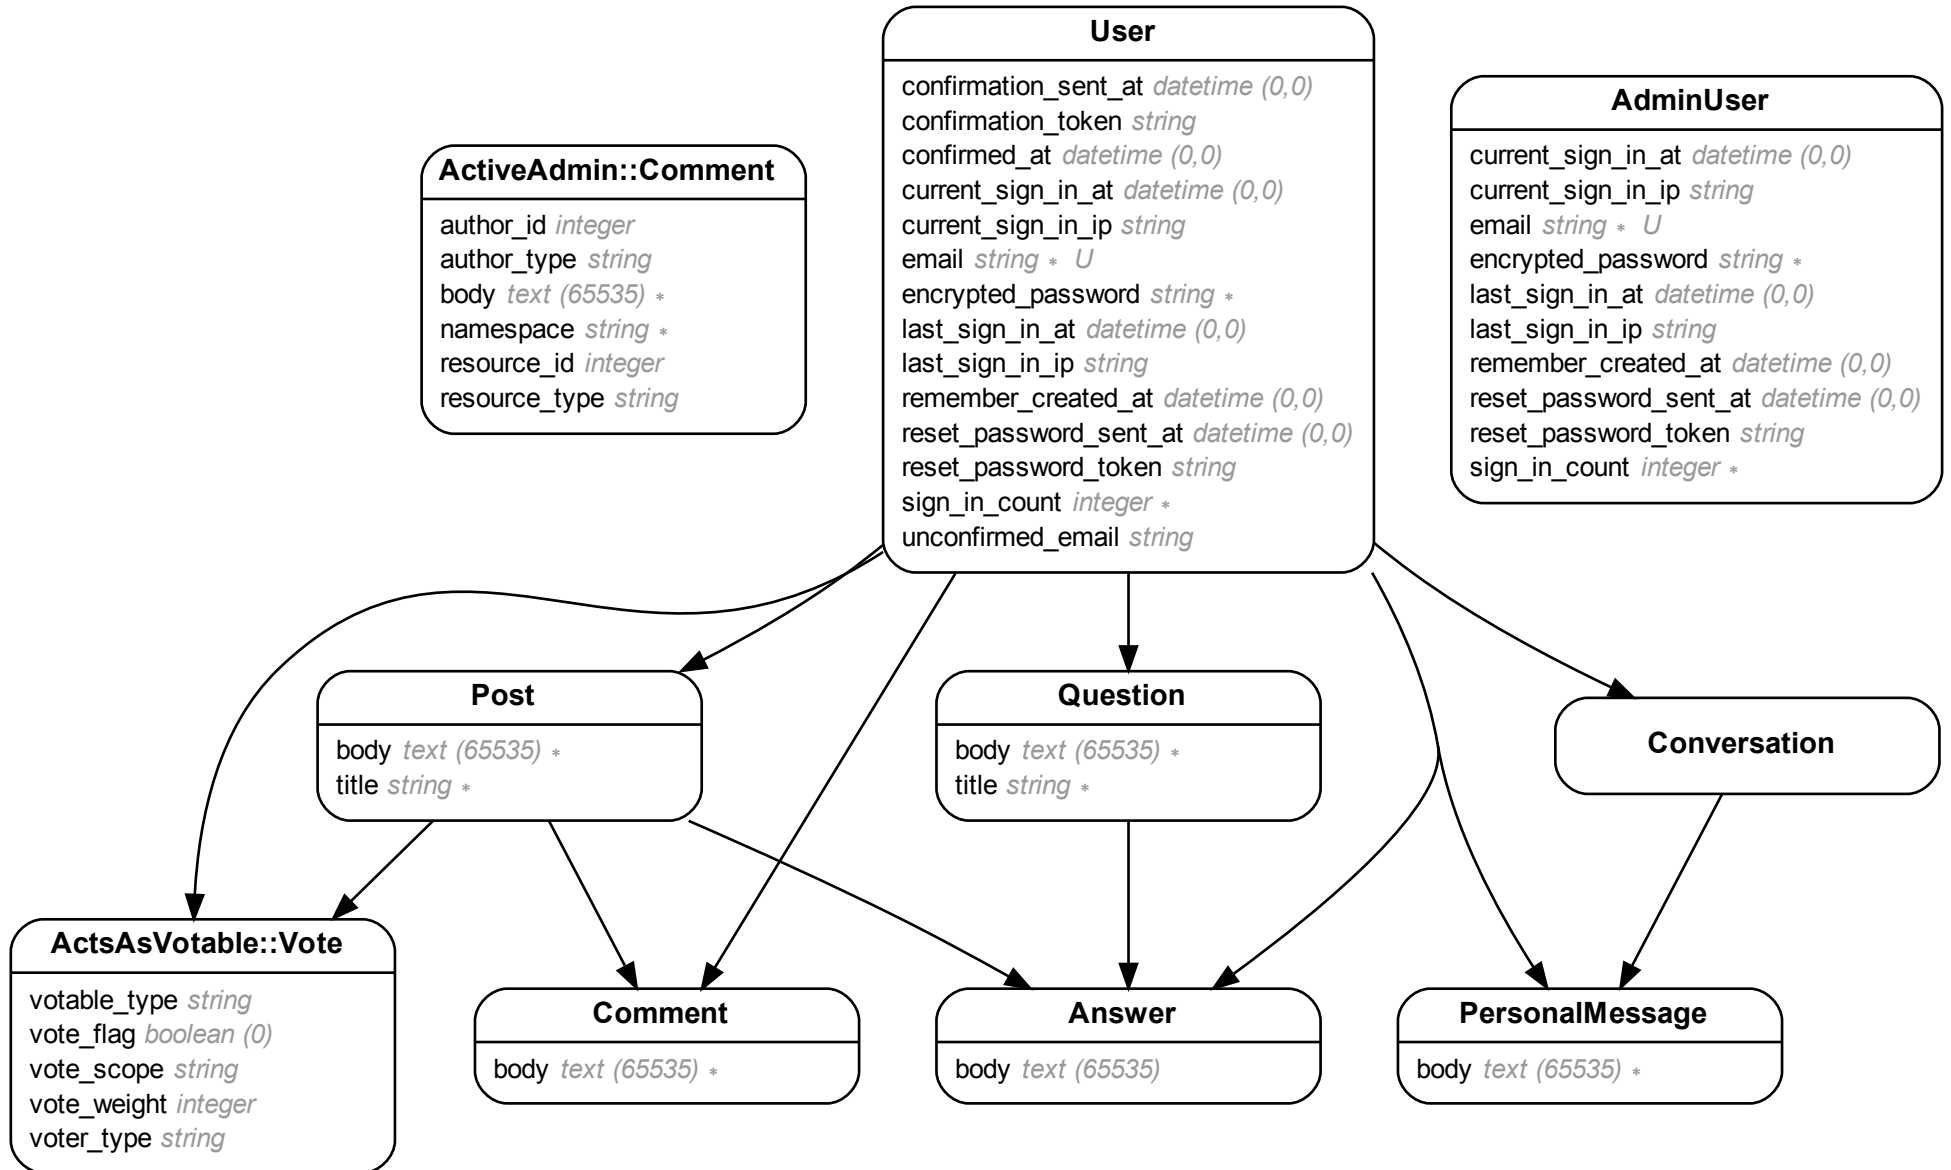 User
confirmation_sent_at datetime (0,0)
confirmation_token string
confirmed_at datetime (0,0)
current_sign_in_at datetime (0,0)
current_sign_in_ip string
email string * U
encrypted_password string *
last_sign_in_at datetime (0,0)
last_sign_in_ip string
remember_created_at datetime (0,0)
reset_password_sent_at datetime (0,0)
reset_password_token string
sign_in_count integer *
unconfirmed_email string
ActiveAdmin::Comment
author_id integer
author_type string
body text (65535) *
namespace string *
resource_id integer
resource_type string
AdminUser
current_sign_in_at datetime (0,0)
current_sign_in_ip string
email string * U
encrypted_password string *
last_sign_in_at datetime (0,0)
last_sign_in_ip string
remember_created_at datetime (0,0)
reset_password_sent_at datetime (0,0)
reset_password_token string
sign_in_count integer *
Post
body text (65535) *
title string *
Question
body text (65535) *
title string *
Conversation
ActsAsVotable::Vote
votable_type string
vote_flag boolean (0)
vote_scope string
vote_weight integer
voter_type string
Comment
body text (65535) *
Answer
body text (65535)
PersonalMessage
body text (65535) *